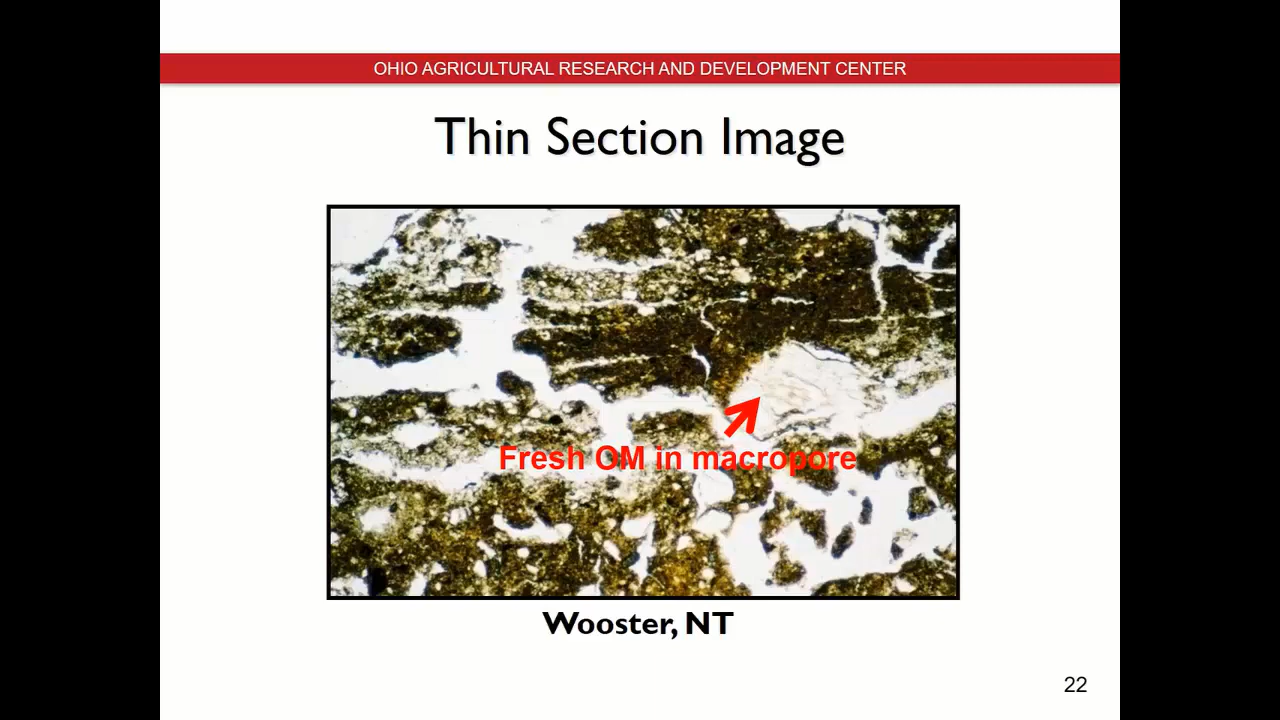 OHIO AGRICULTURAL RESEARCH AND DEVELOPMENT CENTER
Thin Section Image
Fresh OM in macropore
Wooster, NT
22